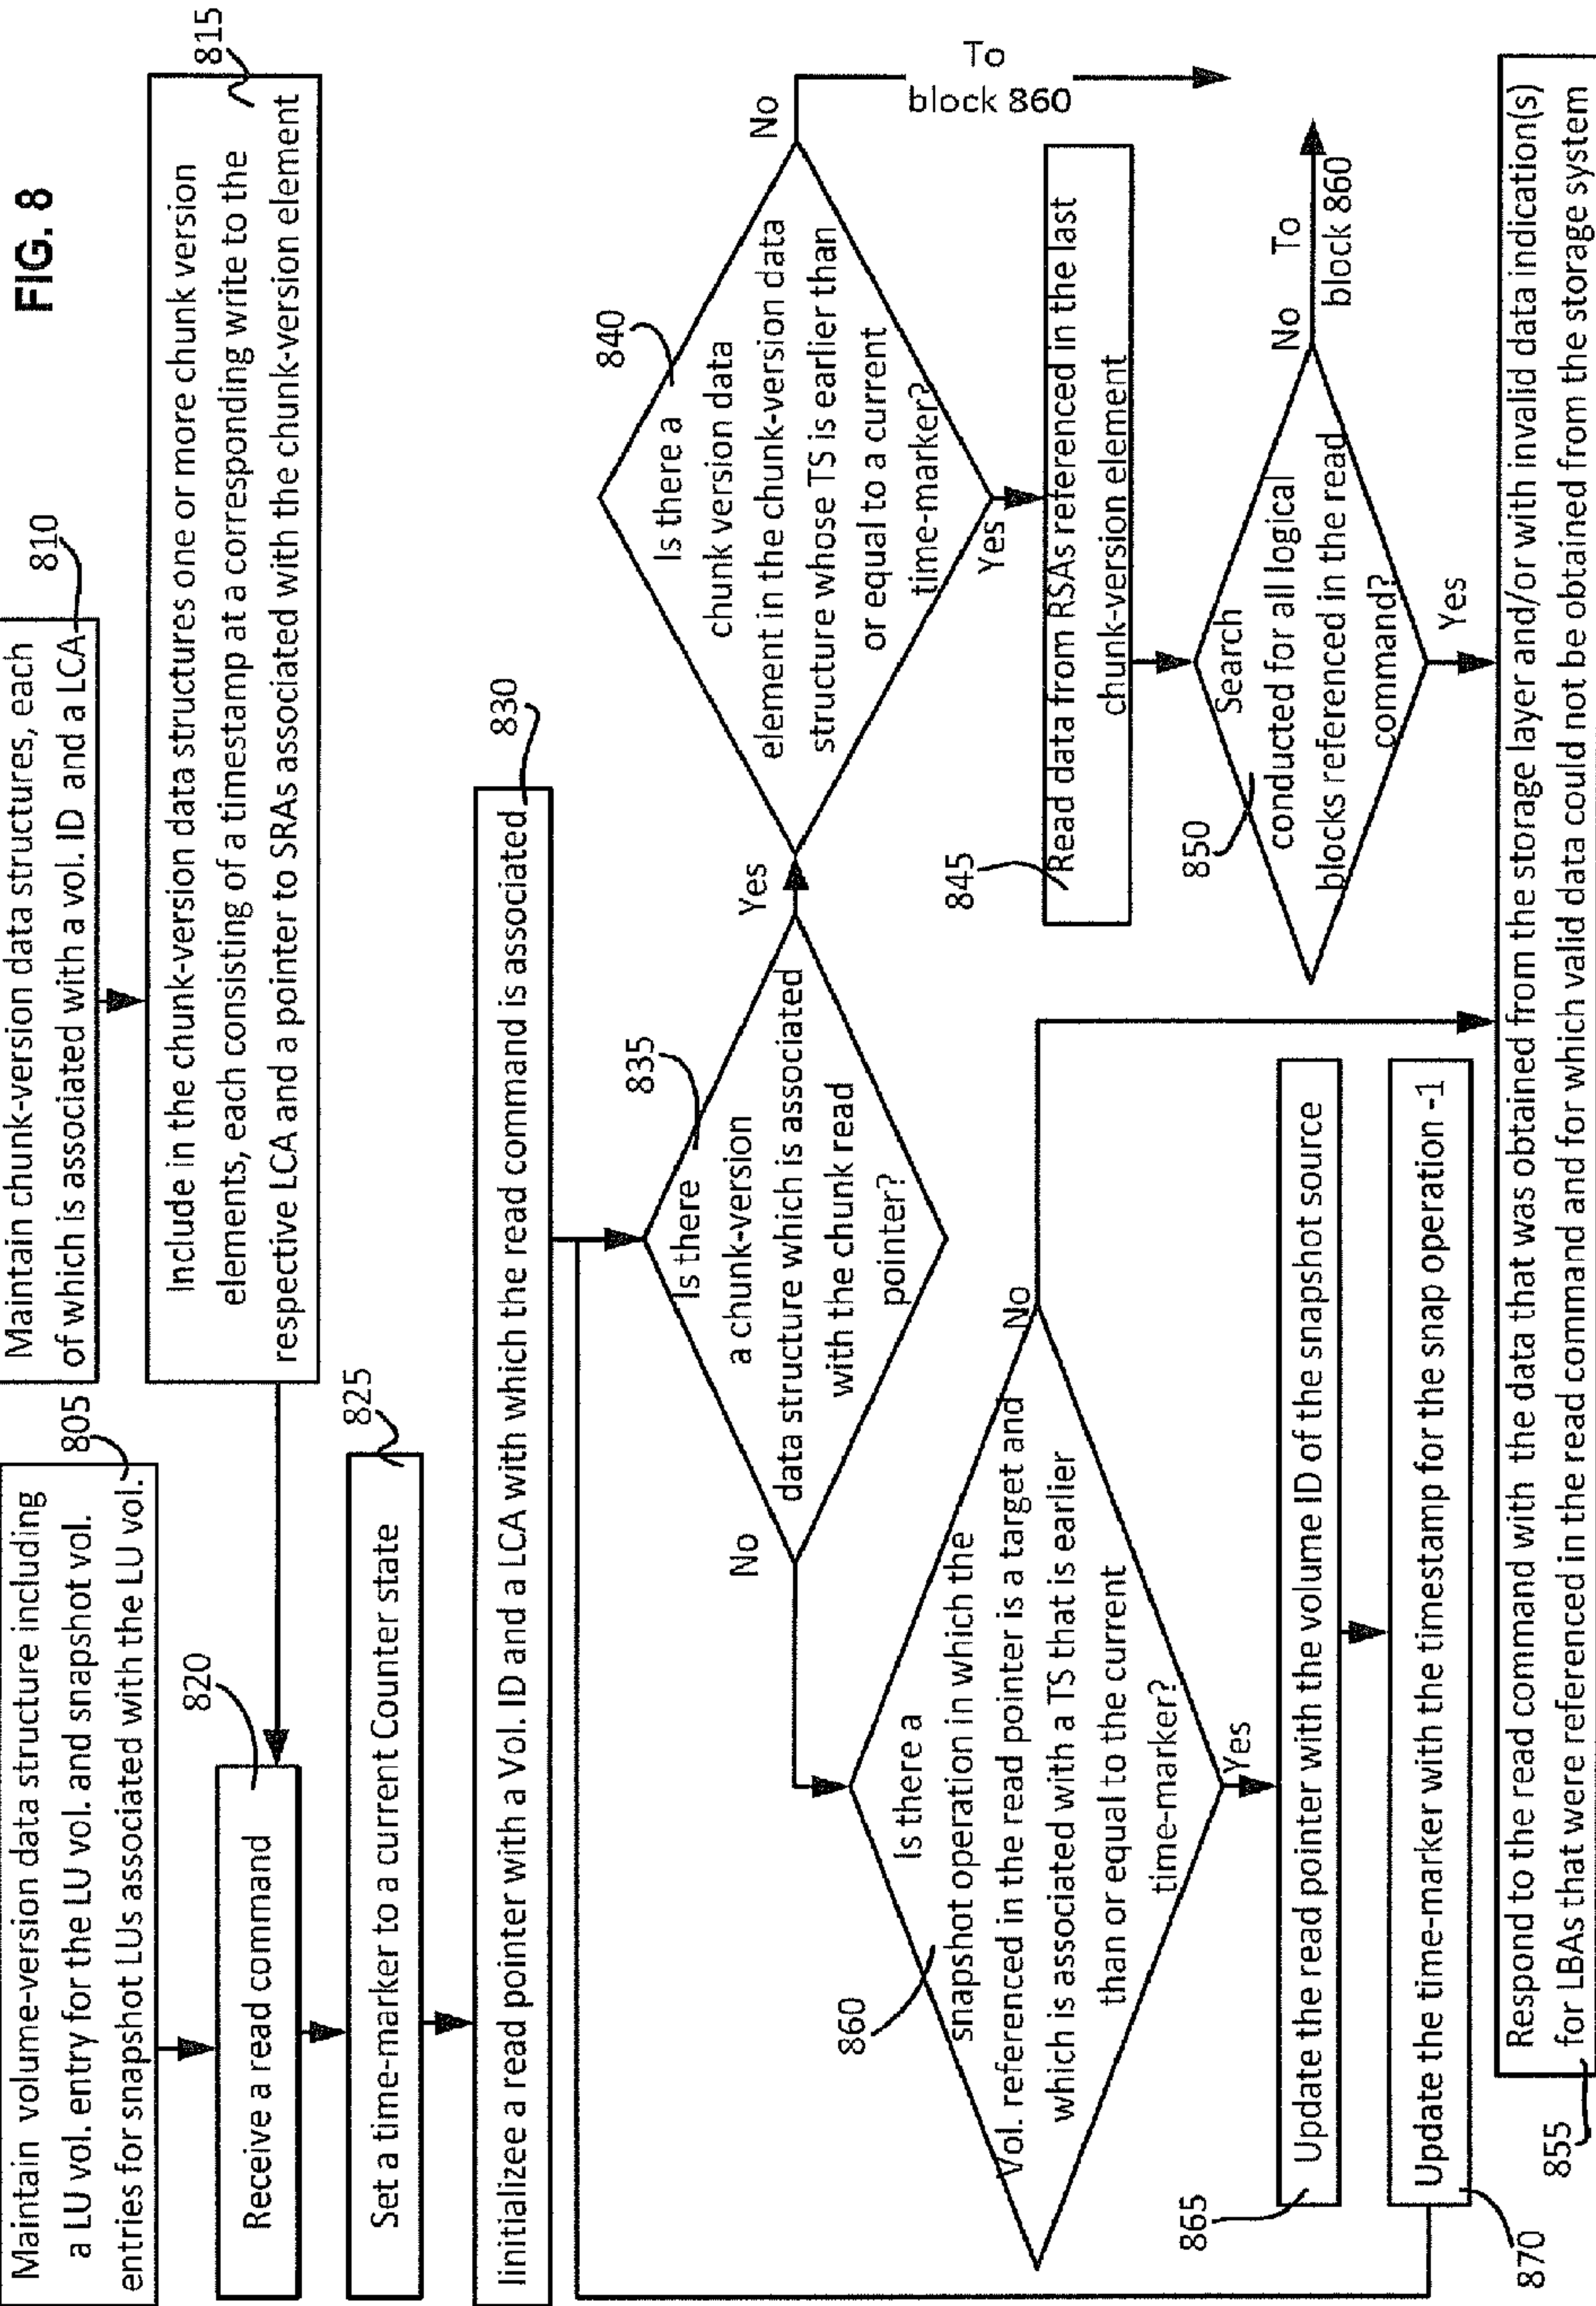 FIG. 8
Maintain volume-version data structure including
a LU vol. entry for the LU vol. and snapshot vol.
entries for snapshot LUs associated with the LU vol.
805
Maintain chunk-version data structures, each
of which is associated with a vol. ID and a LCA
810
Include in the chunk-version data structures one or more chunk version
elements, each consisting of a timestamp at a corresponding write to the
respective LCA and a pointer to SRAs associated with the chunk-version element
815
820
Receive a read command
825
Set a time-marker to a current Counter state
830
Iinitializee a read pointer with a Vol. ID and a LCA with which the read command is associated
835
Is there
a chunk-version
data structure which is associated
with the chunk read
pointer?
No
Yes
840
Is there a
chunk version data
element in the chunk-version data
structure whose TS is earlier than
or equal to a current
time-marker?
No
To
block 860
Yes
845
Read data from RSAs referenced in the last
chunk-version element
850
Search
conducted for all logical
blocks referenced in the read
command?
No
To
block 860
Yes
860
Is there a
snapshot operation in which the
Vol. referenced in the read pointer is a target and
which is associated with a TS that is earlier
than or equal to the current
time-marker?
No
Yes
865
Update the read pointer with the volume ID of the snapshot source
870
Update the time-marker with the timestamp for the snap operation -1
855
Respond to the read command with the data that was obtained from the storage layer and/or with invalid data indication(s)
for LBAs that were referenced in the read command and for which valid data could not be obtained from the storage system